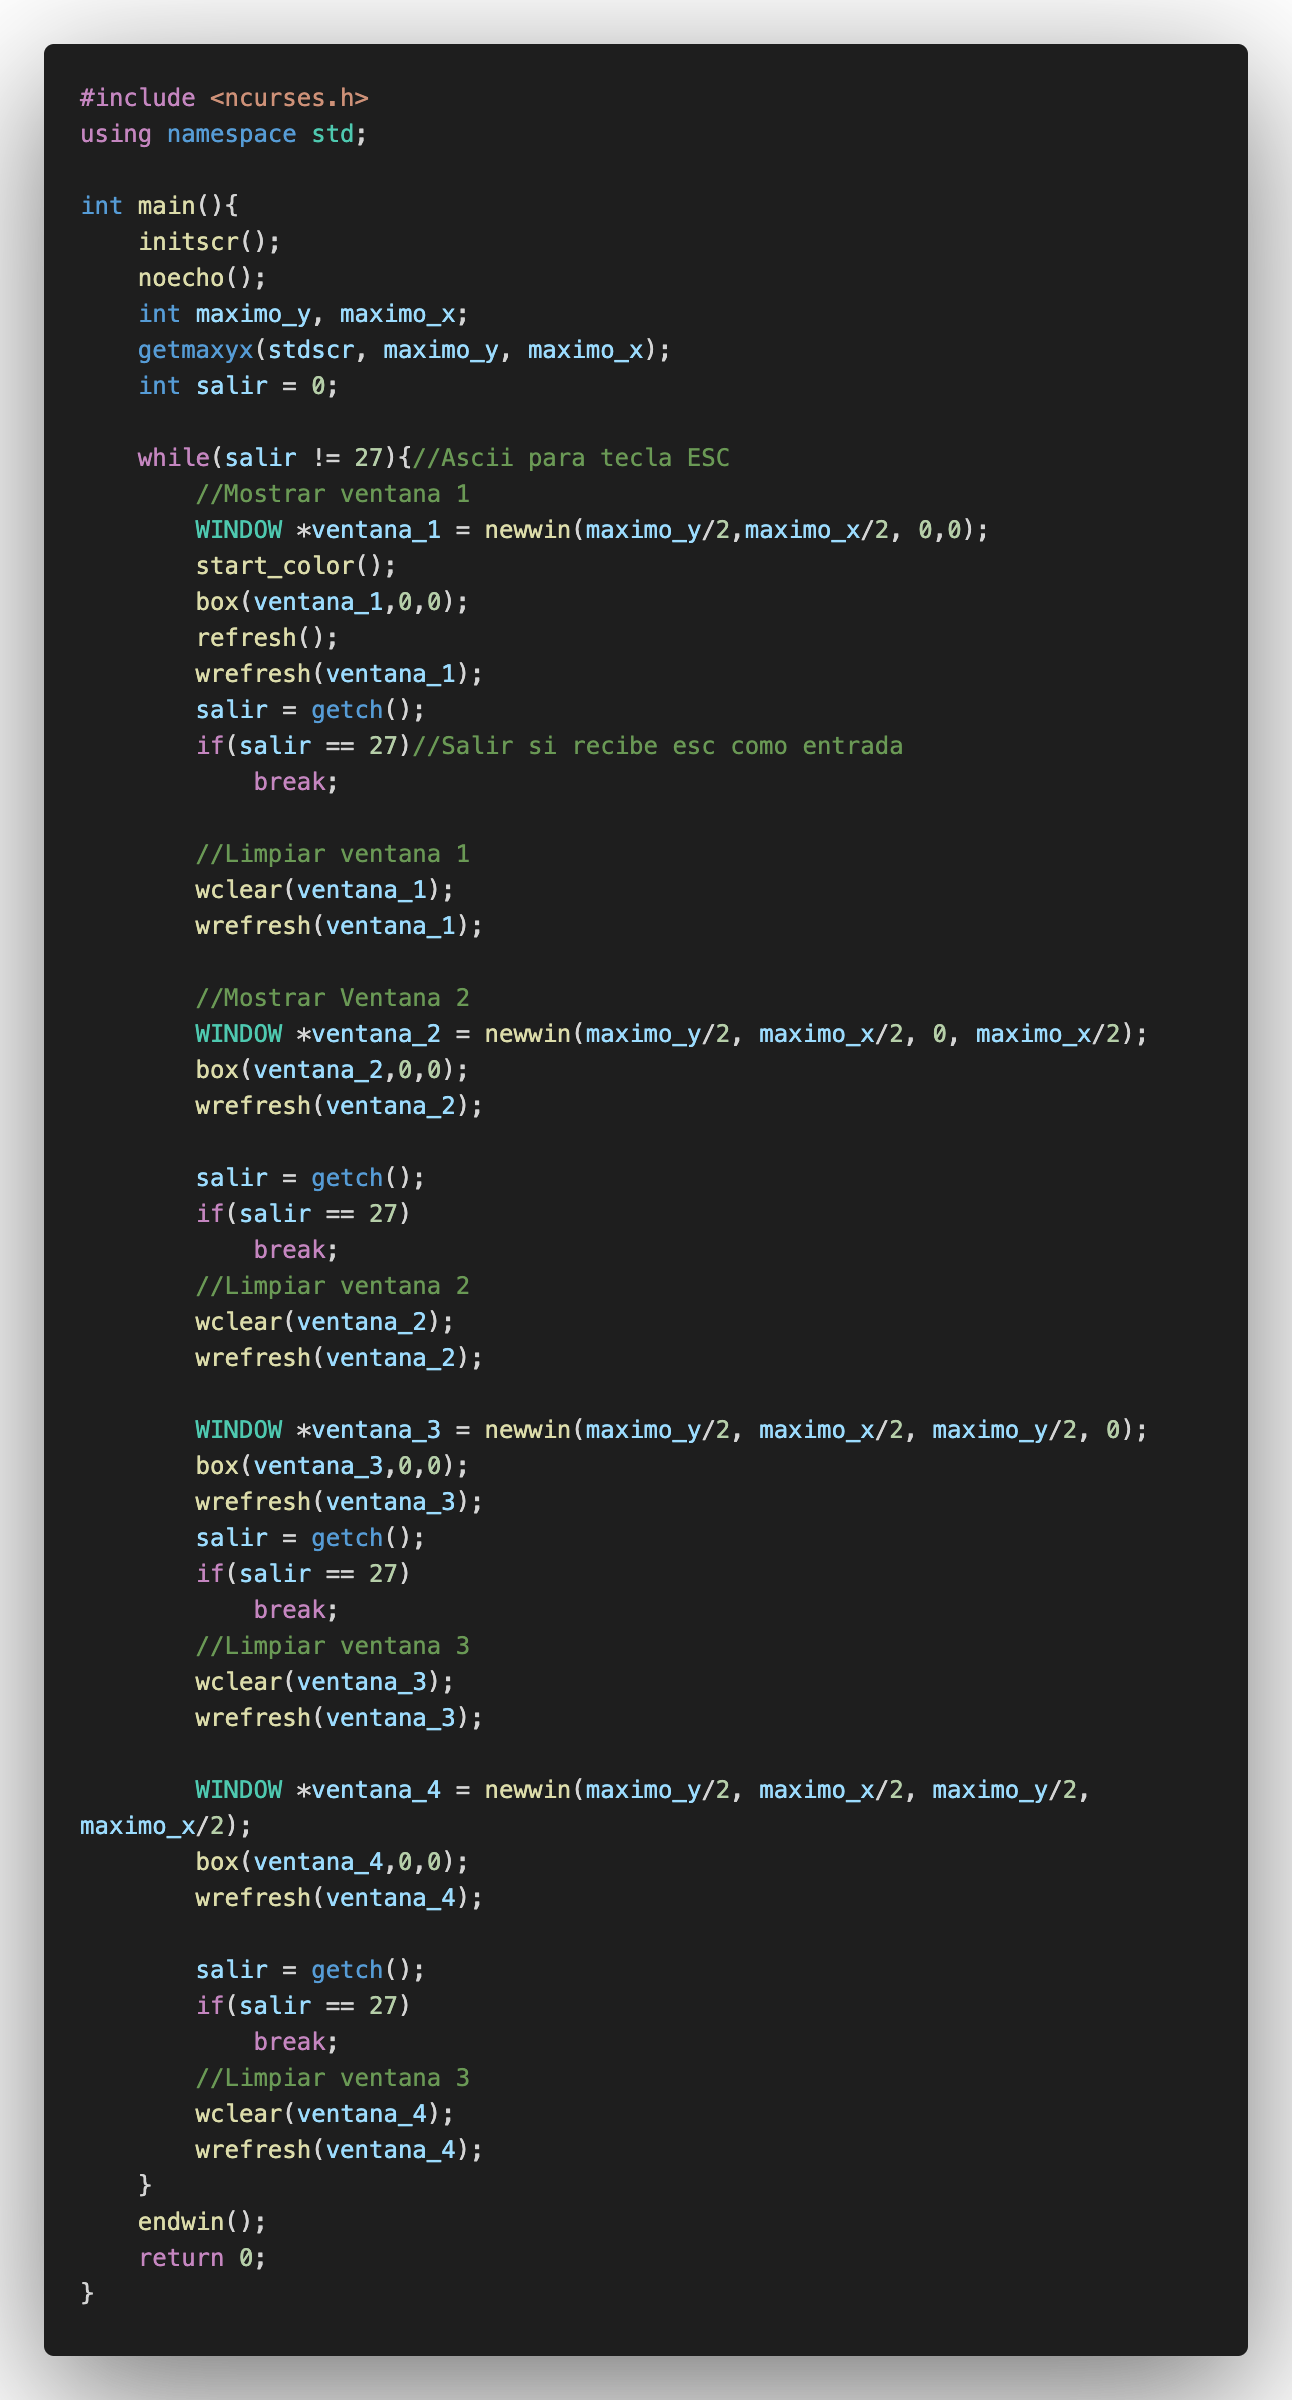 #include <ncurses.h>
using namespace std;

int main(){
    initscr();
    noecho();
    int maximo_y, maximo_x;
    getmaxyx(stdscr, maximo_y, maximo_x);
    int salir = 0;

    while(salir != 27){//Ascii para tecla ESC
        //Mostrar ventana 1
        WINDOW *ventana_1 = newwin(maximo_y/2,maximo_x/2, 0,0);
        start_color();
        box(ventana_1,0,0);
        refresh();
        wrefresh(ventana_1);
        salir = getch();
        if(salir == 27)//Salir si recibe esc como entrada
            break;

        //Limpiar ventana 1
        wclear(ventana_1);
        wrefresh(ventana_1);

        //Mostrar Ventana 2
        WINDOW *ventana_2 = newwin(maximo_y/2, maximo_x/2, 0, maximo_x/2);
        box(ventana_2,0,0);
        wrefresh(ventana_2);

        salir = getch();
        if(salir == 27)
            break;
        //Limpiar ventana 2
        wclear(ventana_2);
        wrefresh(ventana_2);

        WINDOW *ventana_3 = newwin(maximo_y/2, maximo_x/2, maximo_y/2, 0);
        box(ventana_3,0,0);
        wrefresh(ventana_3);
        salir = getch();
        if(salir == 27)
            break;
        //Limpiar ventana 3
        wclear(ventana_3);
        wrefresh(ventana_3);

        WINDOW *ventana_4 = newwin(maximo_y/2, maximo_x/2, maximo_y/2,
maximo_x/2);
        box(ventana_4,0,0);
        wrefresh(ventana_4);

        salir = getch();
        if(salir == 27)
            break;
        //Limpiar ventana 3
        wclear(ventana_4);
        wrefresh(ventana_4);
    }
    endwin();
    return 0;
}